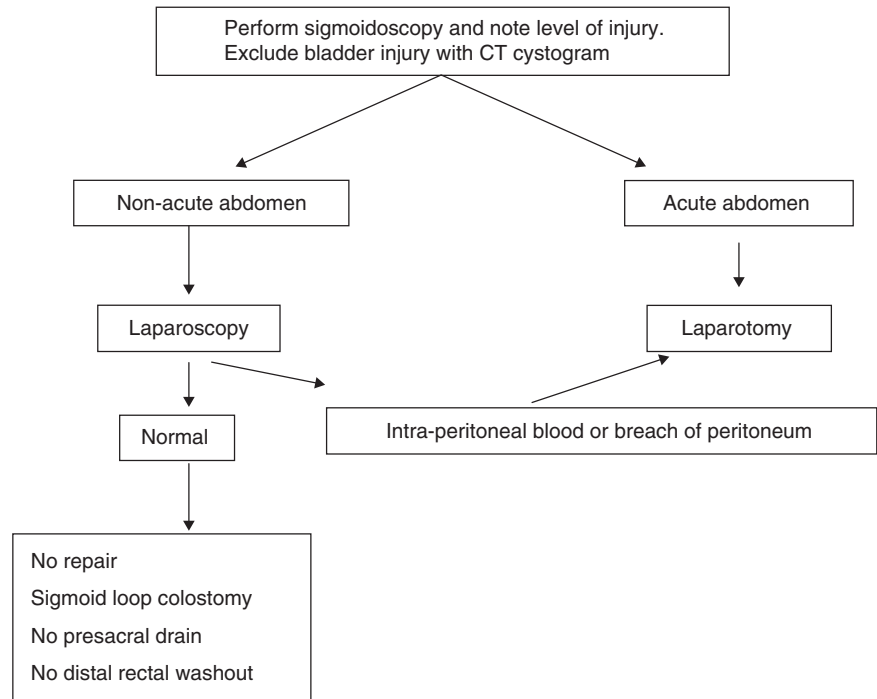 Perform sigmoidoscopy and note level of injury.
Exclude bladder injury with CT cystogram
Non-acute abdomen
Acute abdomen
Laparoscopy
Laparotomy
Normal
Intra-peritoneal blood or breach of peritoneum
No repair
Sigmoid loop colostomy
No presacral drain
No distal rectal washout